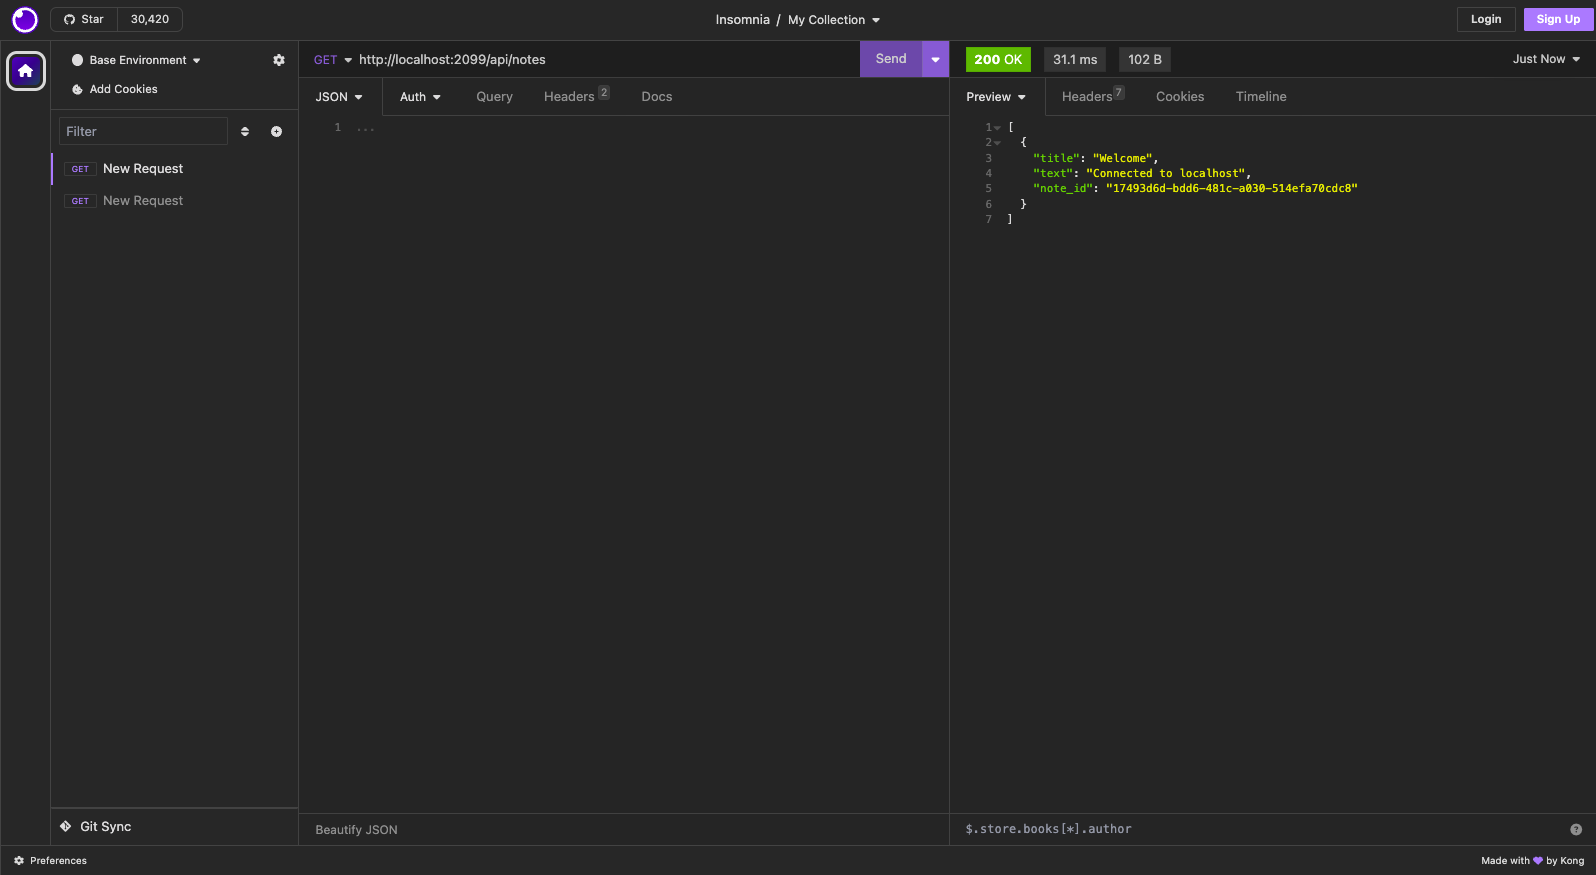 Star 30,420
Insomnia / My Collection
Login
Sign Up
Base Environment
Add Cookies
Filter
GET New Request
GET New Request
Git Sync
Preferences
GET http://localhost:2099/api/notes
Send
JSON Auth Query Headers 2 Docs
1 ...
Beautify JSON
200 OK 31.1 ms 102 B Just Now
Preview Headers 7 Cookies Timeline
1 [
2 {
3 "title": "Welcome",
4 "text": "Connected to localhost",
5 "note_id": "17493d6d-bdd6-481c-a030-514efa70cdc8"
6 }
7 ]
$.store.books[*].author
?
Made with 💜 by Kong